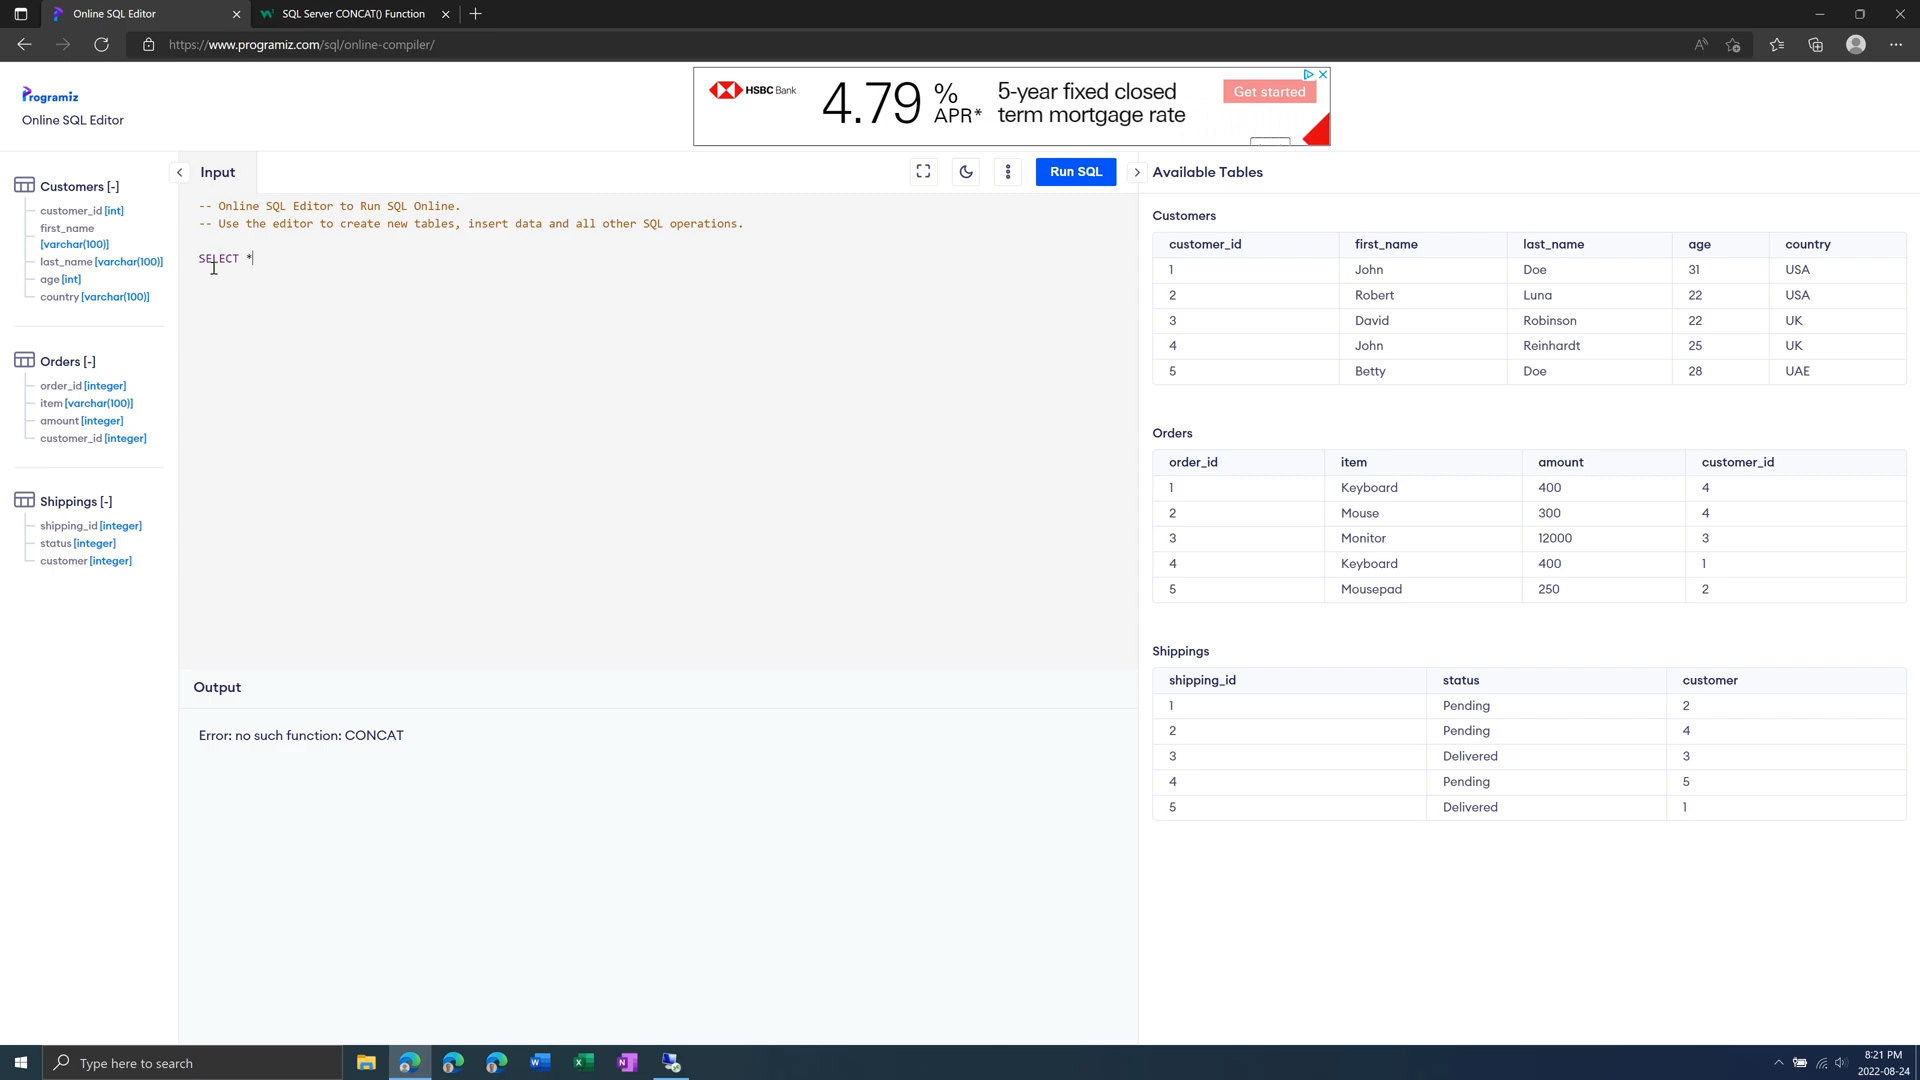 Online SQL Editor
SQL Server CONCAT() Function
https://www.programiz.com/sql/online-compiler/
Programiz
Online SQL Editor
HSBC Bank
4.79 % APR*
5-year fixed closed
term mortgage rate
Get started
Customers [-]
customer_id [int]
first_name
[varchar(100)]
last_name [varchar(100)]
age [int]
country [varchar(100)]
Orders [-]
order_id [integer]
item [varchar(100)]
amount [integer]
customer_id [integer]
Shippings [-]
shipping_id [integer]
status [integer]
customer [integer]
Input
Run SQL
-- Online SQL Editor to Run SQL Online.
-- Use the editor to create new tables, insert data and all other SQL operations.
SELECT *
Output
Error: no such function: CONCAT
Available Tables
Customers
customer_id first_name last_name age country
1 John Doe 31 USA
2 Robert Luna 22 USA
3 David Robinson 22 UK
4 John Reinhardt 25 UK
5 Betty Doe 28 UAE
Orders
order_id item amount customer_id
1 Keyboard 400 4
2 Mouse 300 4
3 Monitor 12000 3
4 Keyboard 400 1
5 Mousepad 250 2
Shippings
shipping_id status customer
1 Pending 2
2 Pending 4
3 Delivered 3
4 Pending 5
5 Delivered 1
Type here to search
8:21 PM
2022-08-24